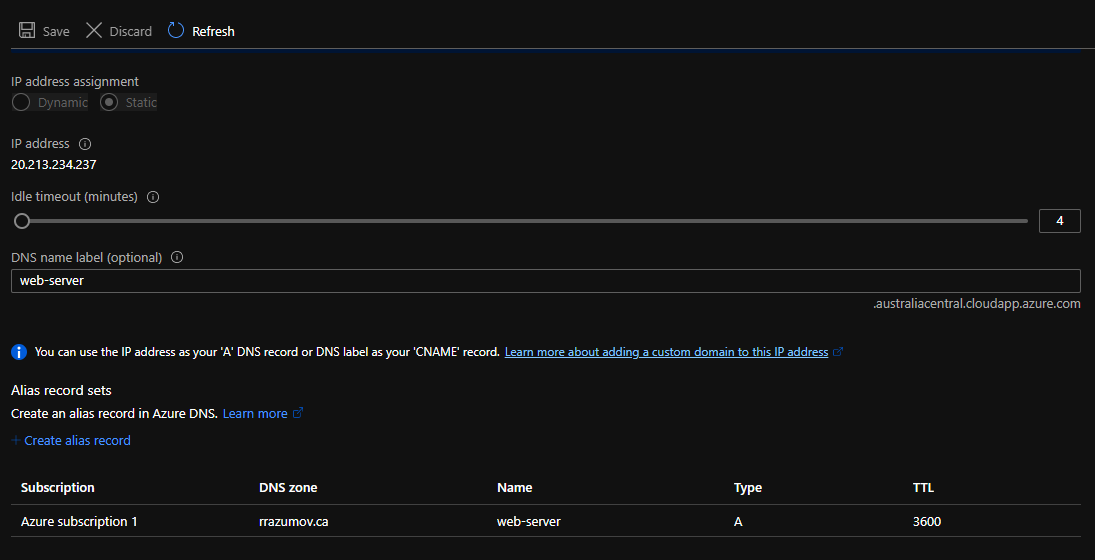 Save Discard Refresh
IP address assignment
Dynamic Static
IP address
20.213.234.237
Idle timeout (minutes)
4
DNS name label (optional)
web-server
.australiacentral.cloudapp.azure.com
You can use the IP address as your 'A' DNS record or DNS label as your 'CNAME' record. Learn more about adding a custom domain to this IP address
Alias record sets
Create an alias record in Azure DNS. Learn more
+ Create alias record
Subscription DNS zone Name Type TTL
Azure subscription 1 rrazumov.ca web-server A 3600